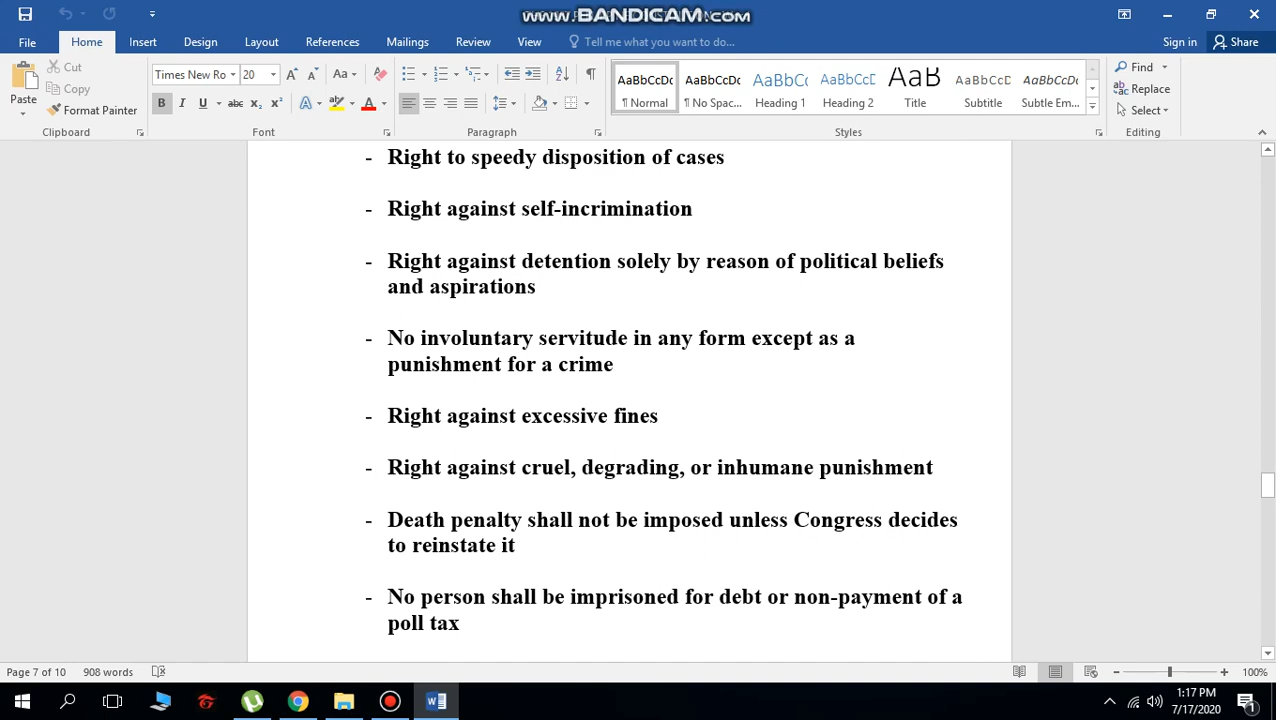 www.BANDICAM.com
File Home Insert Design Layout References Mailings Review View Tell me what you want to do... Sign in Share
Paste
Cut
Copy
Format Painter
Clipboard
Times New Ro 20
Font
Paragraph
AaBbCcDc AaBbCcDc AaBbCc AaBbCcD AaB AaBbCcD AaBbCcD
¶ Normal ¶ No Spac... Heading 1 Heading 2 Title Subtitle Subtle Em...
Styles
Find
Replace
Select
Editing
- Right to speedy disposition of cases
- Right against self-incrimination
- Right against detention solely by reason of political beliefs
and aspirations
- No involuntary servitude in any form except as a
punishment for a crime
- Right against excessive fines
- Right against cruel, degrading, or inhumane punishment
- Death penalty shall not be imposed unless Congress decides
to reinstate it
- No person shall be imprisoned for debt or non-payment of a
poll tax
Page 7 of 10 908 words 100%
1:17 PM
7/17/2020